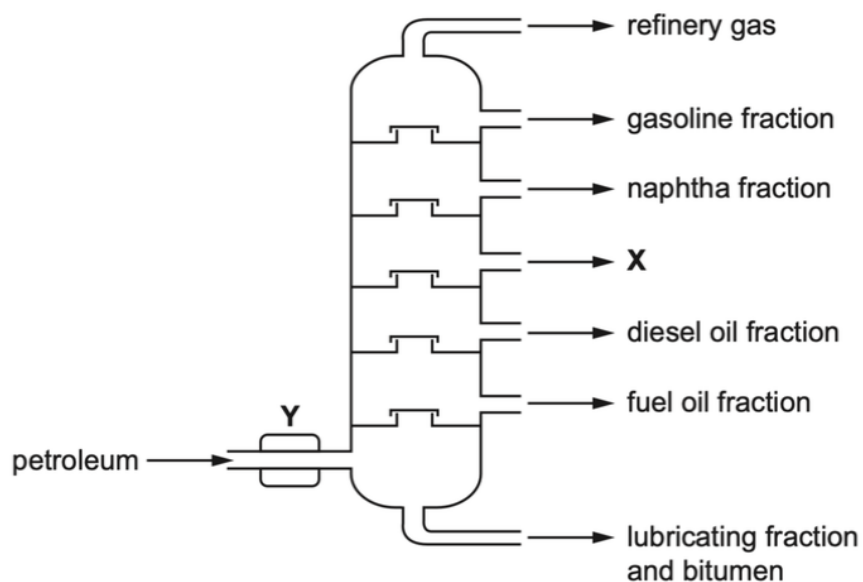 refinery gas
gasoline fraction
naphtha fraction
X
diesel oil fraction
fuel oil fraction
Y
petroleum
lubricating fraction
and bitumen